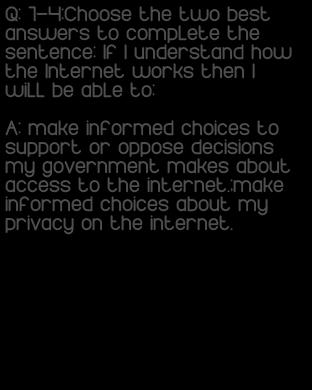 Q: 1-4:Choose the two best
answers to complete the
sentence: If I understand how
the Internet works then I
will be able to:
A: make informed choices to
support or oppose decisions
my government makes about
access to the internet.:make
informed choices about my
privacy on the internet.